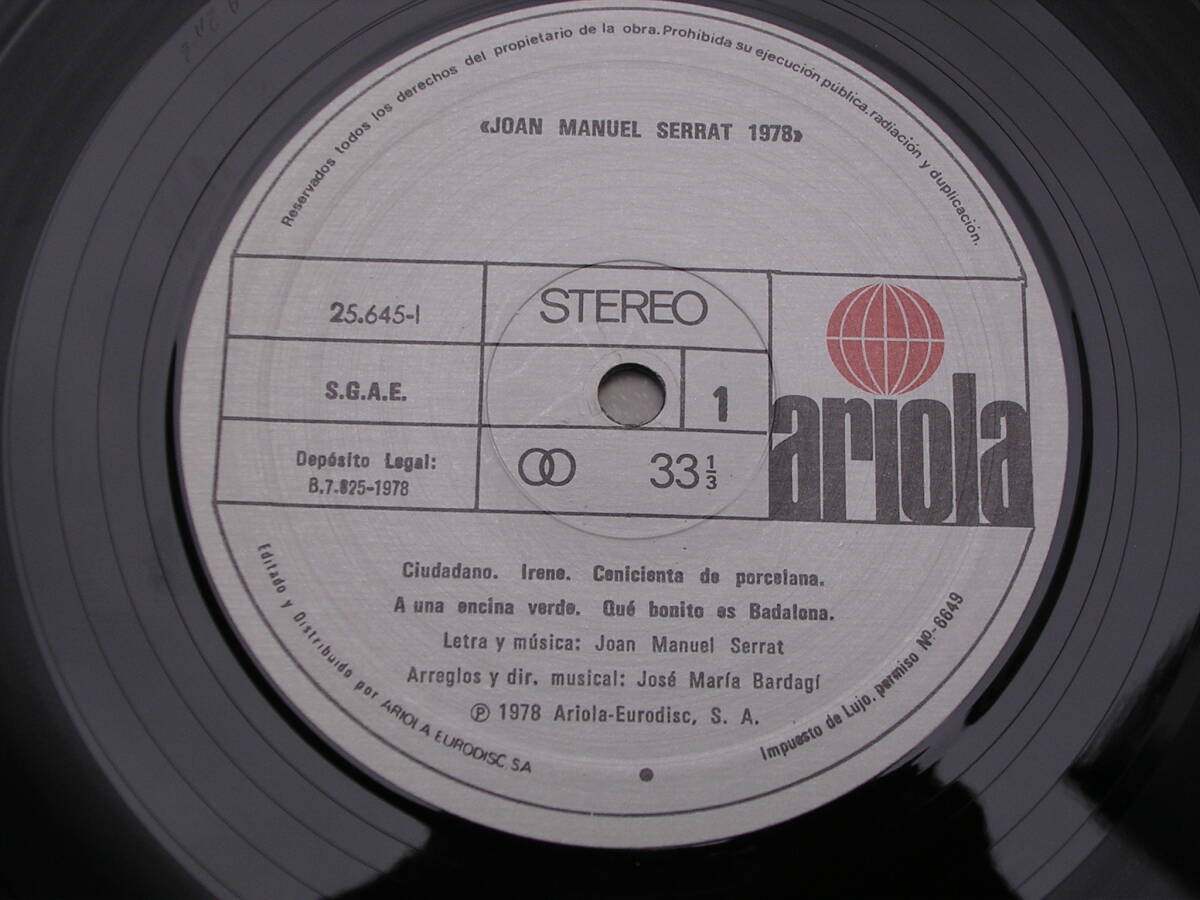 Reservados todos los derechos del propietario de la obra. Prohibida su ejecución pública, radiación y duplicación.
«JOAN MANUEL SERRAT 1978»
25.645-I
STEREO
S.G.A.E.
1
ariola
Depósito Legal:
B.7.825-1978
33 1/3
Ciudadano. Irene. Cenicienta de porcelana.
A una encina verde. Qué bonito es Badalona.
Letra y música: Joan Manuel Serrat
Arreglos y dir. musical: José María Bardagí
℗ 1978 Ariola-Eurodisc, S. A.
Editado y Distribuido por ARIOLA EURODISC SA
Impuesto de Lujo, permiso Nº-6649